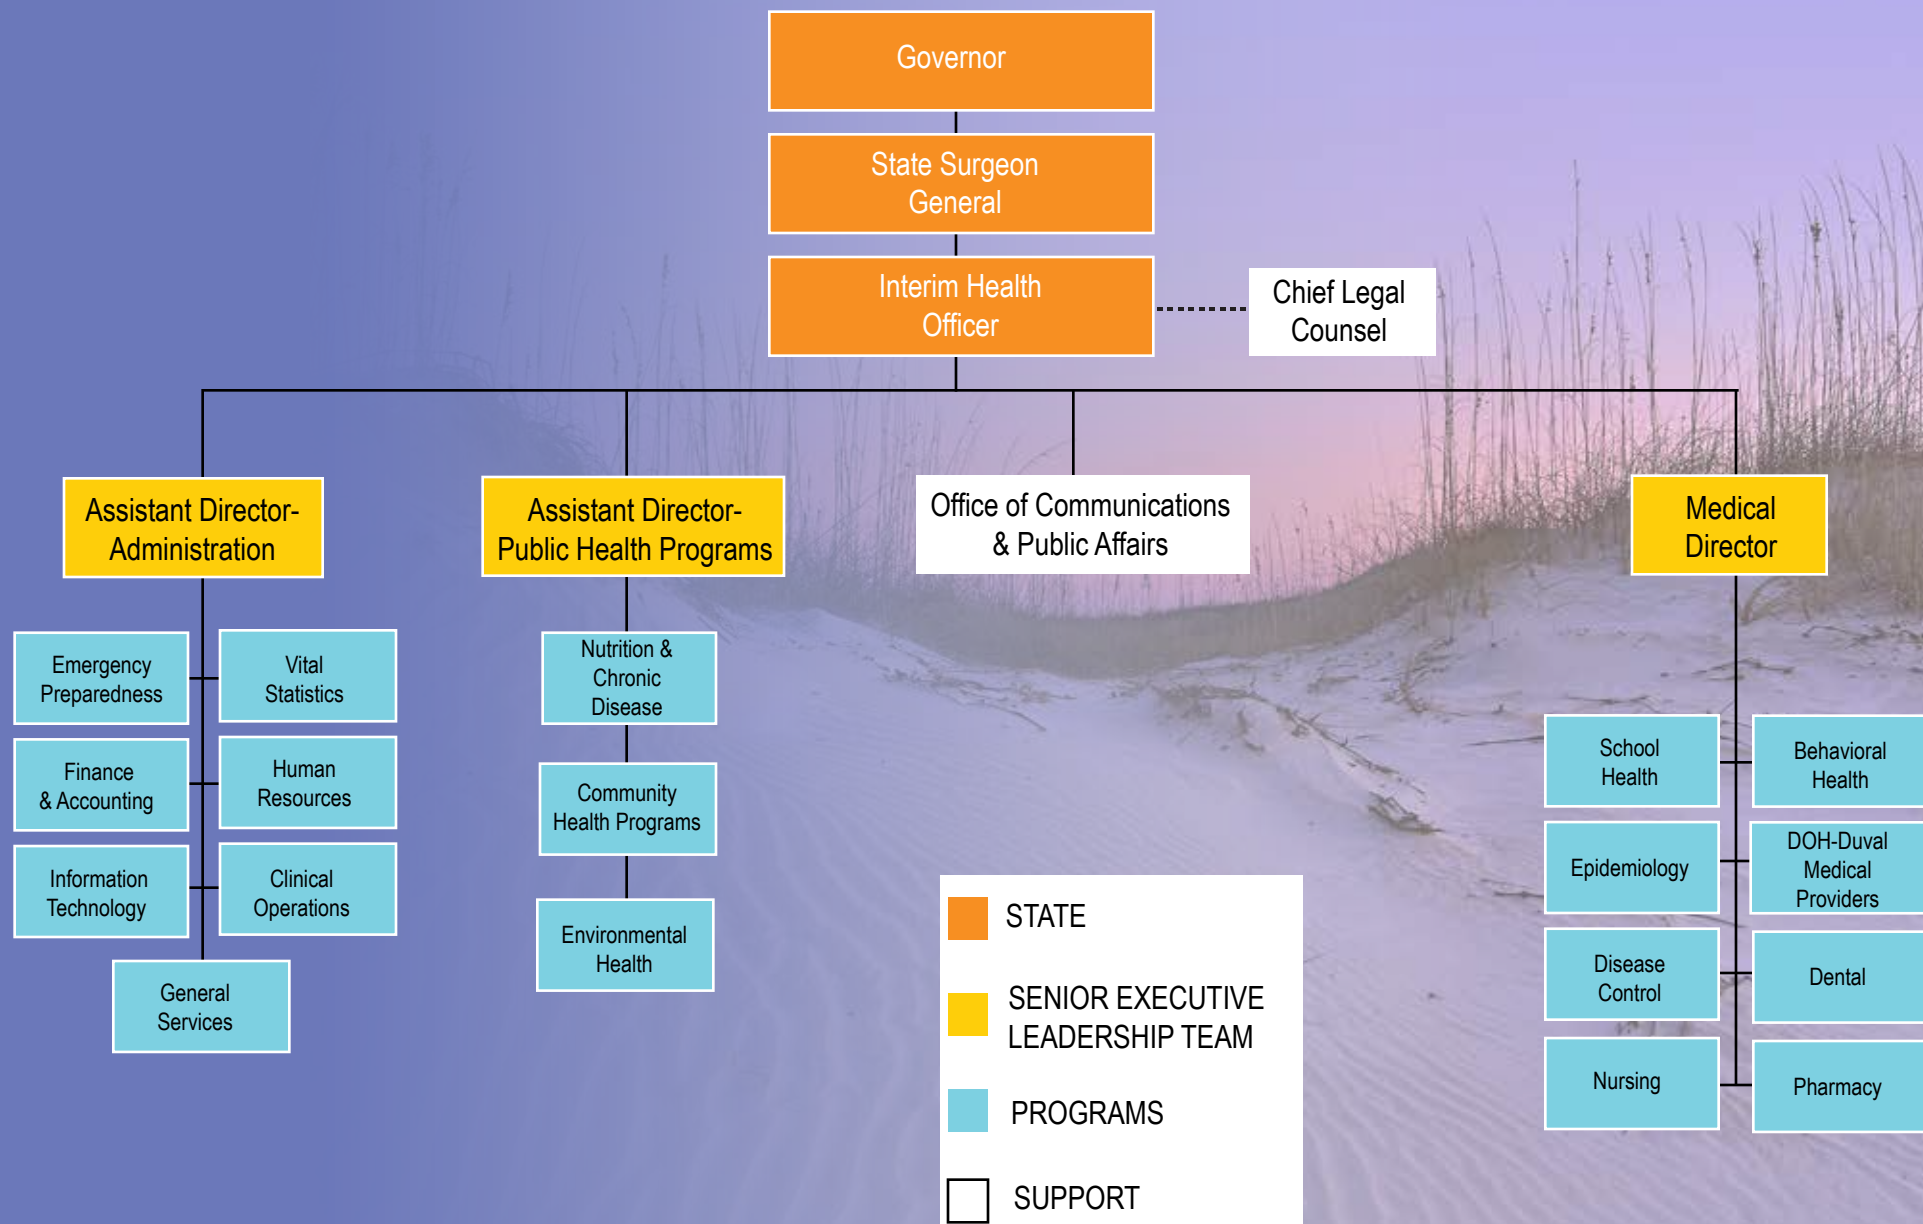 Governor
State Surgeon
General
Interim Health
Officer
Chief Legal
Counsel
Assistant Director-
Administration
Assistant Director-
Public Health Programs
Office of Communications
& Public Affairs
Medical
Director
Emergency
Preparedness
Vital
Statistics
Finance
& Accounting
Human
Resources
Information
Technology
Clinical
Operations
General
Services
Nutrition &
Chronic
Disease
Community
Health Programs
Environmental
Health
School
Health
Behavioral
Health
Epidemiology
DOH-Duval
Medical
Providers
Disease
Control
Dental
Nursing
Pharmacy
STATE
SENIOR EXECUTIVE
LEADERSHIP TEAM
PROGRAMS
SUPPORT